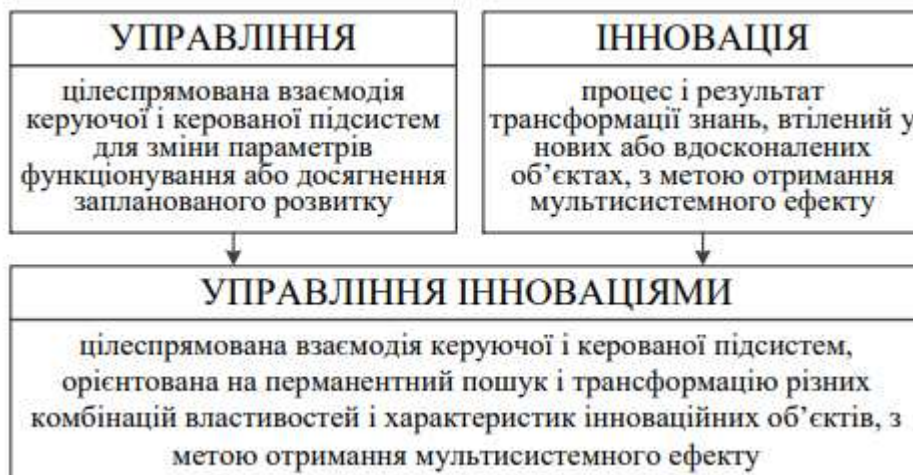 УПРАВЛІННЯ
цілеспрямована взаємодія
керуючої і керованої підсистем
для зміни параметрів
функціонування або досягнення
запланованого розвитку
ІННОВАЦІЯ
процес і результат
трансформації знань, втілений у
нових або вдосконалених
об’єктах, з метою отримання
мультисистемного ефекту
УПРАВЛІННЯ ІННОВАЦІЯМИ
цілеспрямована взаємодія керуючої і керованої підсистем,
орієнтована на перманентний пошук і трансформацію різних
комбінацій властивостей і характеристик інноваційних об’єктів, з
метою отримання мультисистемного ефекту